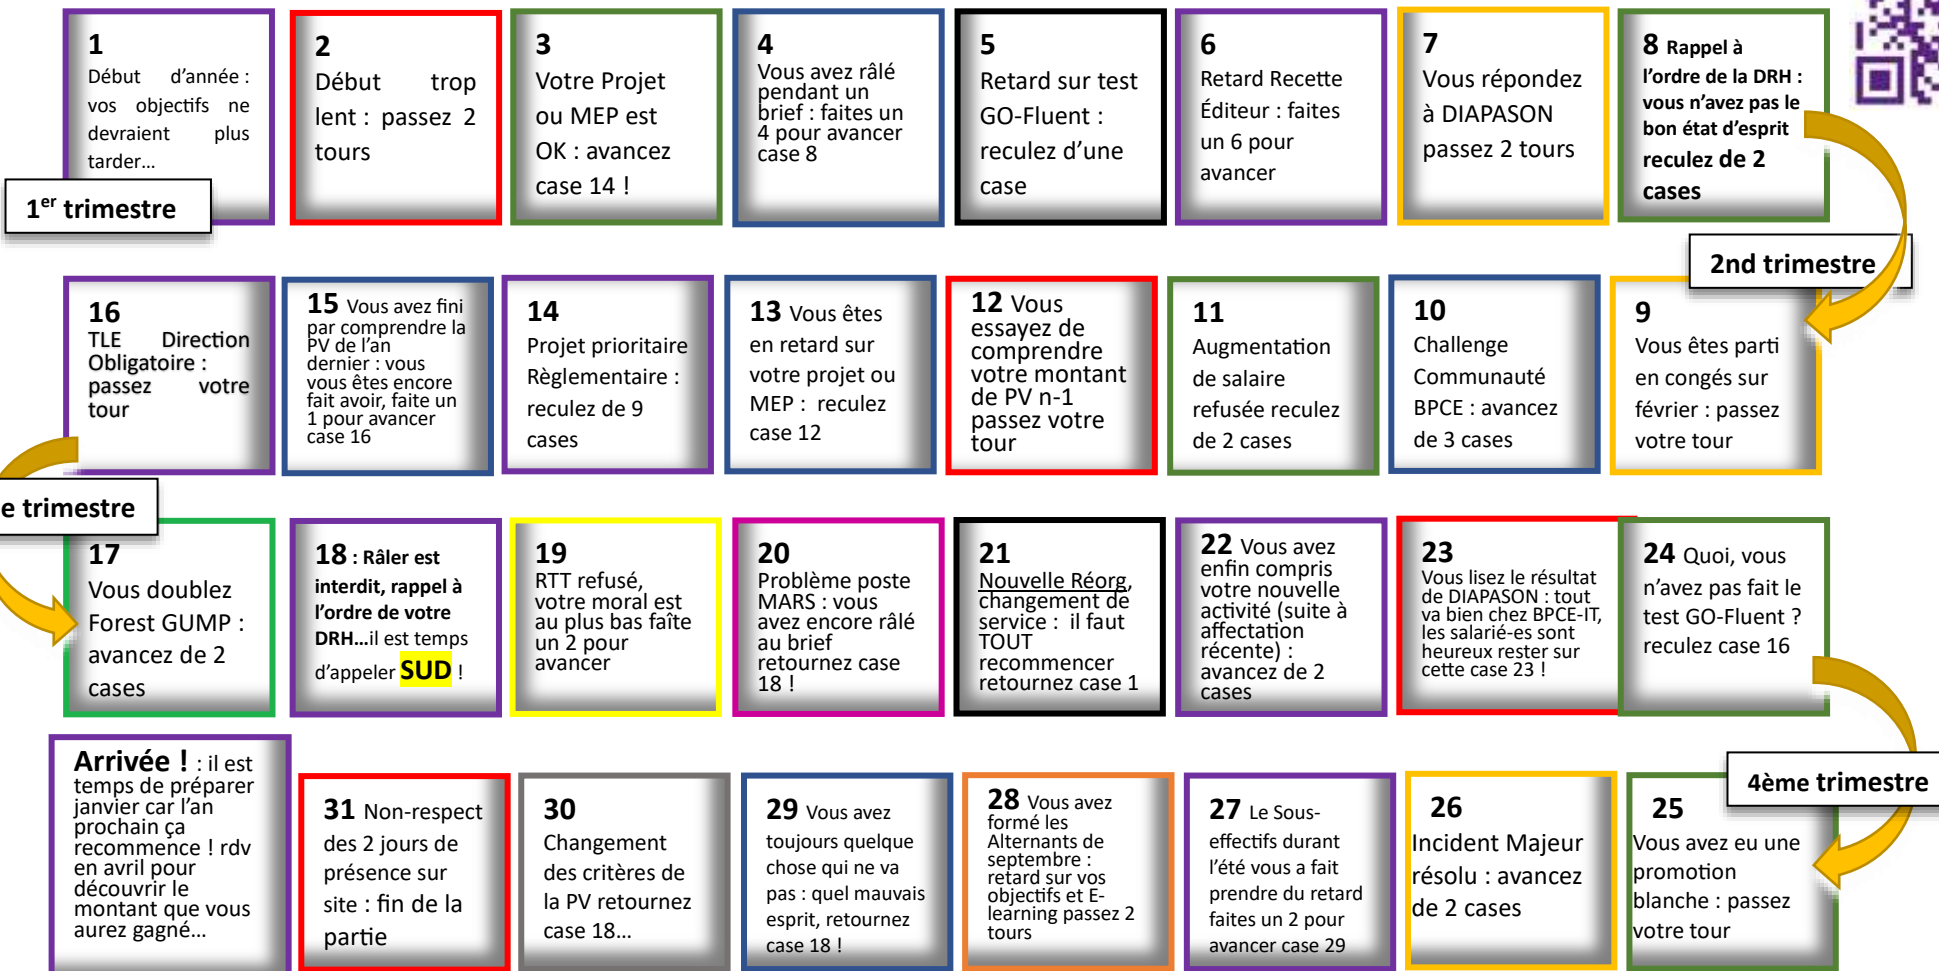 1
Début d'année :
vos objectifs ne
devraient plus
tarder...
1er trimestre
2
Début trop
lent : passez 2
tours
3
Votre Projet
ou MEP est
OK : avancez
case 14 !
4
Vous avez râlé
pendant un
brief : faites un
4 pour avancer
case 8
5
Retard sur test
GO-Fluent :
reculez d'une
case
6
Retard Recette
Éditeur : faites
un 6 pour
avancer
7
Vous répondez
à DIAPASON
passez 2 tours
8 Rappel à
l'ordre de la DRH :
vous n'avez pas le
bon état d'esprit
reculez de 2
cases
2nd trimestre
9
Vous êtes parti
en congés sur
février : passez
votre tour
10
Challenge
Communauté
BPCE : avancez
de 3 cases
11
Augmentation
de salaire
refusée reculez
de 2 cases
12 Vous
essayez de
comprendre
votre montant
de PV n-1
passez votre
tour
13 Vous êtes
en retard sur
votre projet ou
MEP : reculez
case 12
14
Projet prioritaire
Règlementaire :
reculez de 9
cases
15 Vous avez fini
par comprendre la
PV de l'an
dernier : vous
vous êtes encore
fait avoir, faite un
1 pour avancer
case 16
16
TLE Direction
Obligatoire :
passez votre
tour
e trimestre
17
Vous doublez
Forest GUMP :
avancez de 2
cases
18 : Râler est
interdit, rappel à
l'ordre de votre
DRH...il est temps
d'appeler SUD !
19
RTT refusé,
votre moral est
au plus bas faîte
un 2 pour
avancer
20
Problème poste
MARS : vous
avez encore râlé
au brief
retournez case
18 !
21
Nouvelle Réorg,
changement de
service : il faut
TOUT
recommencer
retournez case 1
22 Vous avez
enfin compris
votre nouvelle
activité (suite à
affectation
récente) :
avancez de 2
cases
23
Vous lisez le résultat
de DIAPASON : tout
va bien chez BPCE-IT,
les salarié-es sont
heureux rester sur
cette case 23 !
24 Quoi, vous
n'avez pas fait le
test GO-Fluent ?
reculez case 16
4ème trimestre
25
Vous avez eu une
promotion
blanche : passez
votre tour
26
Incident Majeur
résolu : avancez
de 2 cases
27 Le Sous-
effectifs durant
l'été vous a fait
prendre du retard
faites un 2 pour
avancer case 29
28 Vous avez
formé les
Alternants de
septembre :
retard sur vos
objectifs et E-
learning passez 2
tours
29 Vous avez
toujours quelque
chose qui ne va
pas : quel mauvais
esprit, retournez
case 18 !
30
Changement
des critères de
la PV retournez
case 18...
31 Non-respect
des 2 jours de
présence sur
site : fin de la
partie
Arrivée ! : il est
temps de préparer
janvier car l'an
prochain ça
recommence ! rdv
en avril pour
découvrir le
montant que vous
aurez gagné...